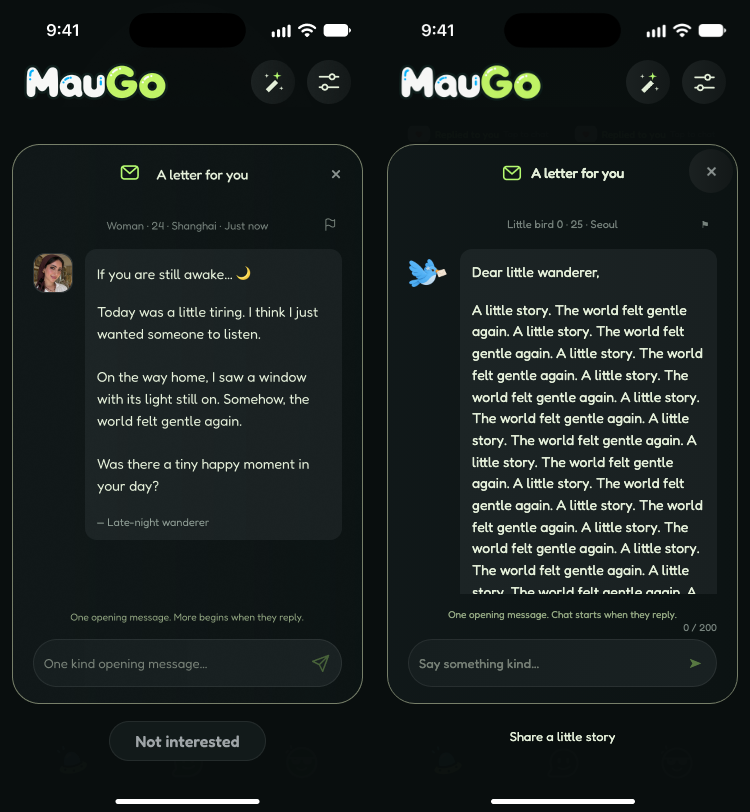 9:41
MauGo
A letter for you
Woman · 24 · Shanghai · Just now
If you are still awake... 🌙
Today was a little tiring. I think I just
wanted someone to listen.
On the way home, I saw a window
with its light still on. Somehow, the
world felt gentle again.
Was there a tiny happy moment in
your day?
— Late-night wanderer
One opening message. More begins when they reply.
One kind opening message...
Not interested
9:41
MauGo
A letter for you
Little bird 0 · 25 · Seoul
Dear little wanderer,
A little story. The world felt gentle
again. A little story. The world felt
gentle again. A little story. The world
felt gentle again. A little story. The
world felt gentle again. A little story.
The world felt gentle again. A little
story. The world felt gentle again. A
little story. The world felt gentle
again. A little story. The world felt
gentle again. A little story. The world
felt gentle again. A little story. The
world felt gentle again. A little story.
The world felt gentle again. A little
story. The world felt gentle again. A
One opening message. Chat starts when they reply.
0 / 200
Say something kind...
Share a little story